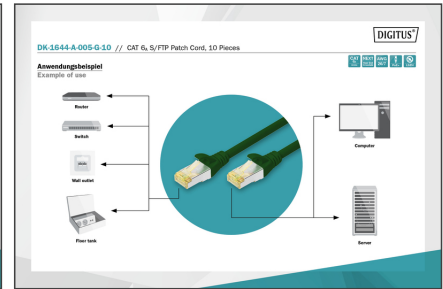 DIGITUS®
DK-1644-A-005-G-10 // CAT 6A S/FTP Patch Cord, 10 Pieces
Anwendungsbeispiel
Example of use
Router
Switch
Wall outlet
Floor tank
Computer
Server